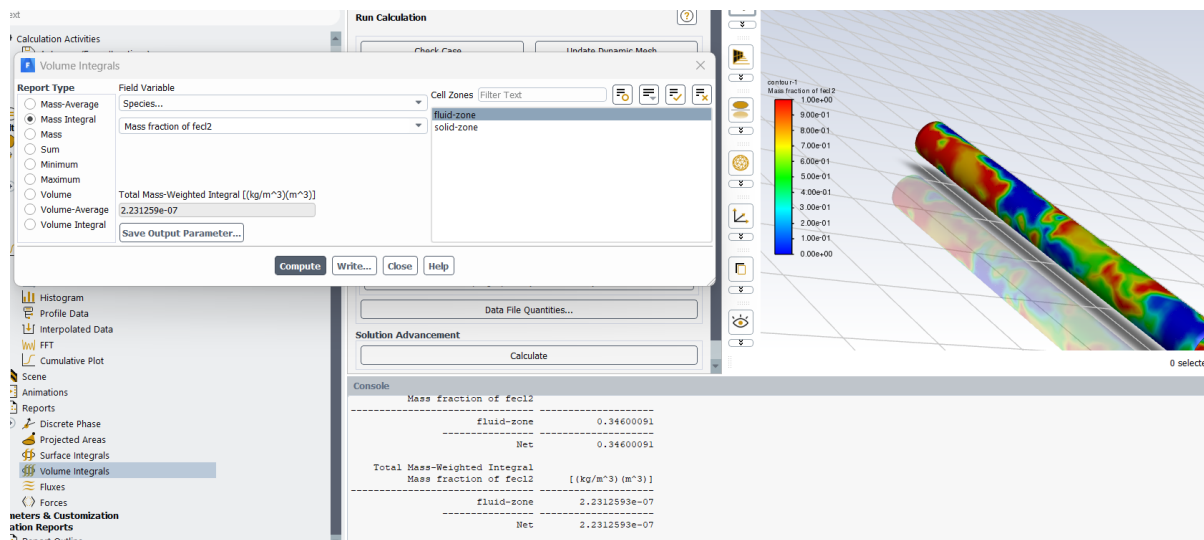 ext
Calculation Activities
Run Calculation
Check Case
Update Dynamic Mesh
Volume Integrals
Report Type
Mass-Average
Mass Integral
Mass
Sum
Minimum
Maximum
Volume
Volume-Average
Volume Integral
Field Variable
Species...
Mass fraction of fecl2
Total Mass-Weighted Integral [(kg/m^3)(m^3)]
2.231259e-07
Save Output Parameter...
Cell Zones Filter Text
fluid-zone
solid-zone
Compute Write... Close Help
Histogram
Profile Data
Interpolated Data
FFT
Cumulative Plot
Scene
Animations
Reports
Discrete Phase
Projected Areas
Surface Integrals
Volume Integrals
Fluxes
Forces
meters & Customization
ation Reports
Data File Quantities...
Solution Advancement
Calculate
contour-1
Mass fraction of fecl2
1.00e+00
9.00e-01
8.00e-01
7.00e-01
6.00e-01
5.00e-01
4.00e-01
3.00e-01
2.00e-01
1.00e-01
0.00e+00
0 selecte
Console
Mass fraction of fecl2
fluid-zone 0.34600091
Net 0.34600091
Total Mass-Weighted Integral
Mass fraction of fecl2 [(kg/m^3)(m^3)]
fluid-zone 2.2312593e-07
Net 2.2312593e-07